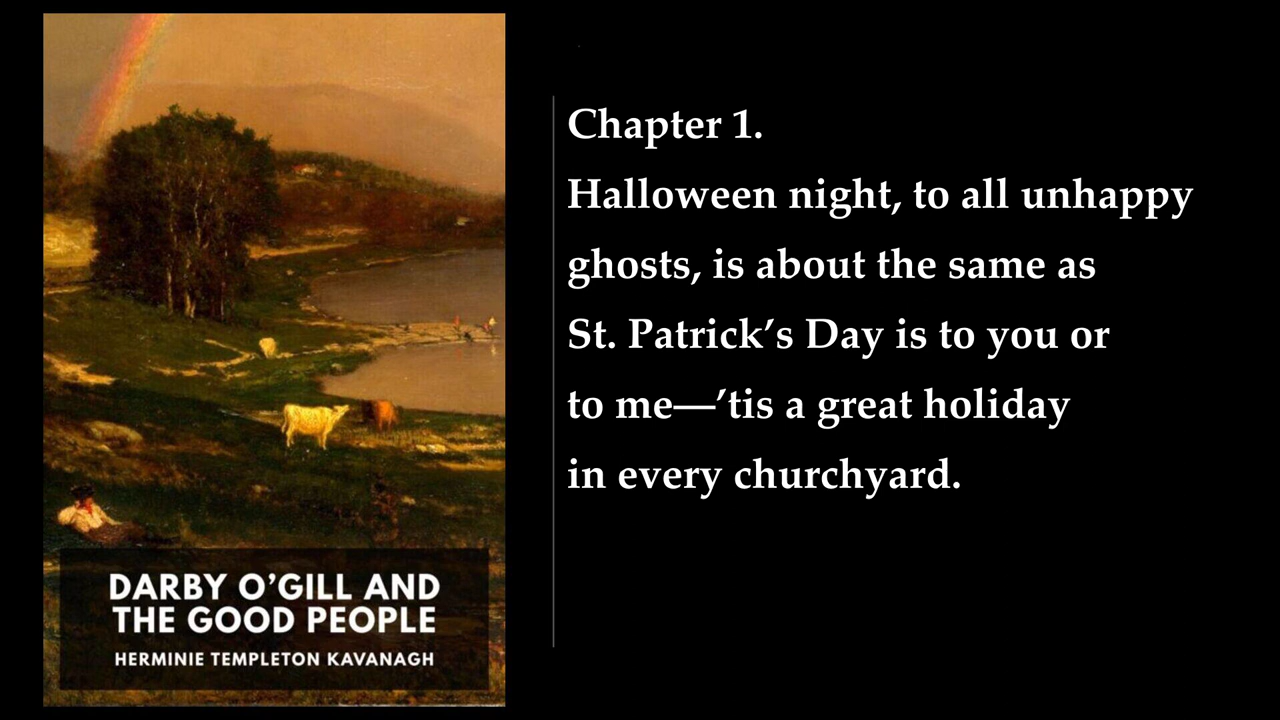 DARBY O’GILL AND
THE GOOD PEOPLE
HERMINIE TEMPLETON KAVANAGH
Chapter 1.
Halloween night, to all unhappy
ghosts, is about the same as
St. Patrick’s Day is to you or
to me—’tis a great holiday
in every churchyard.